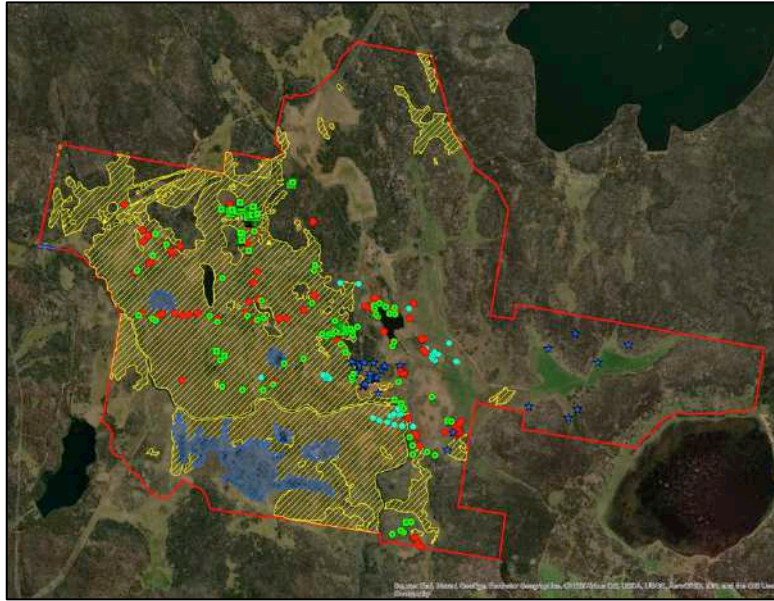 Source: Esri, Maxar, GeoEye, Earthstar Geographics, CNES/Airbus DS, USDA, USGS, AeroGRID, IGN, and the GIS User
Community